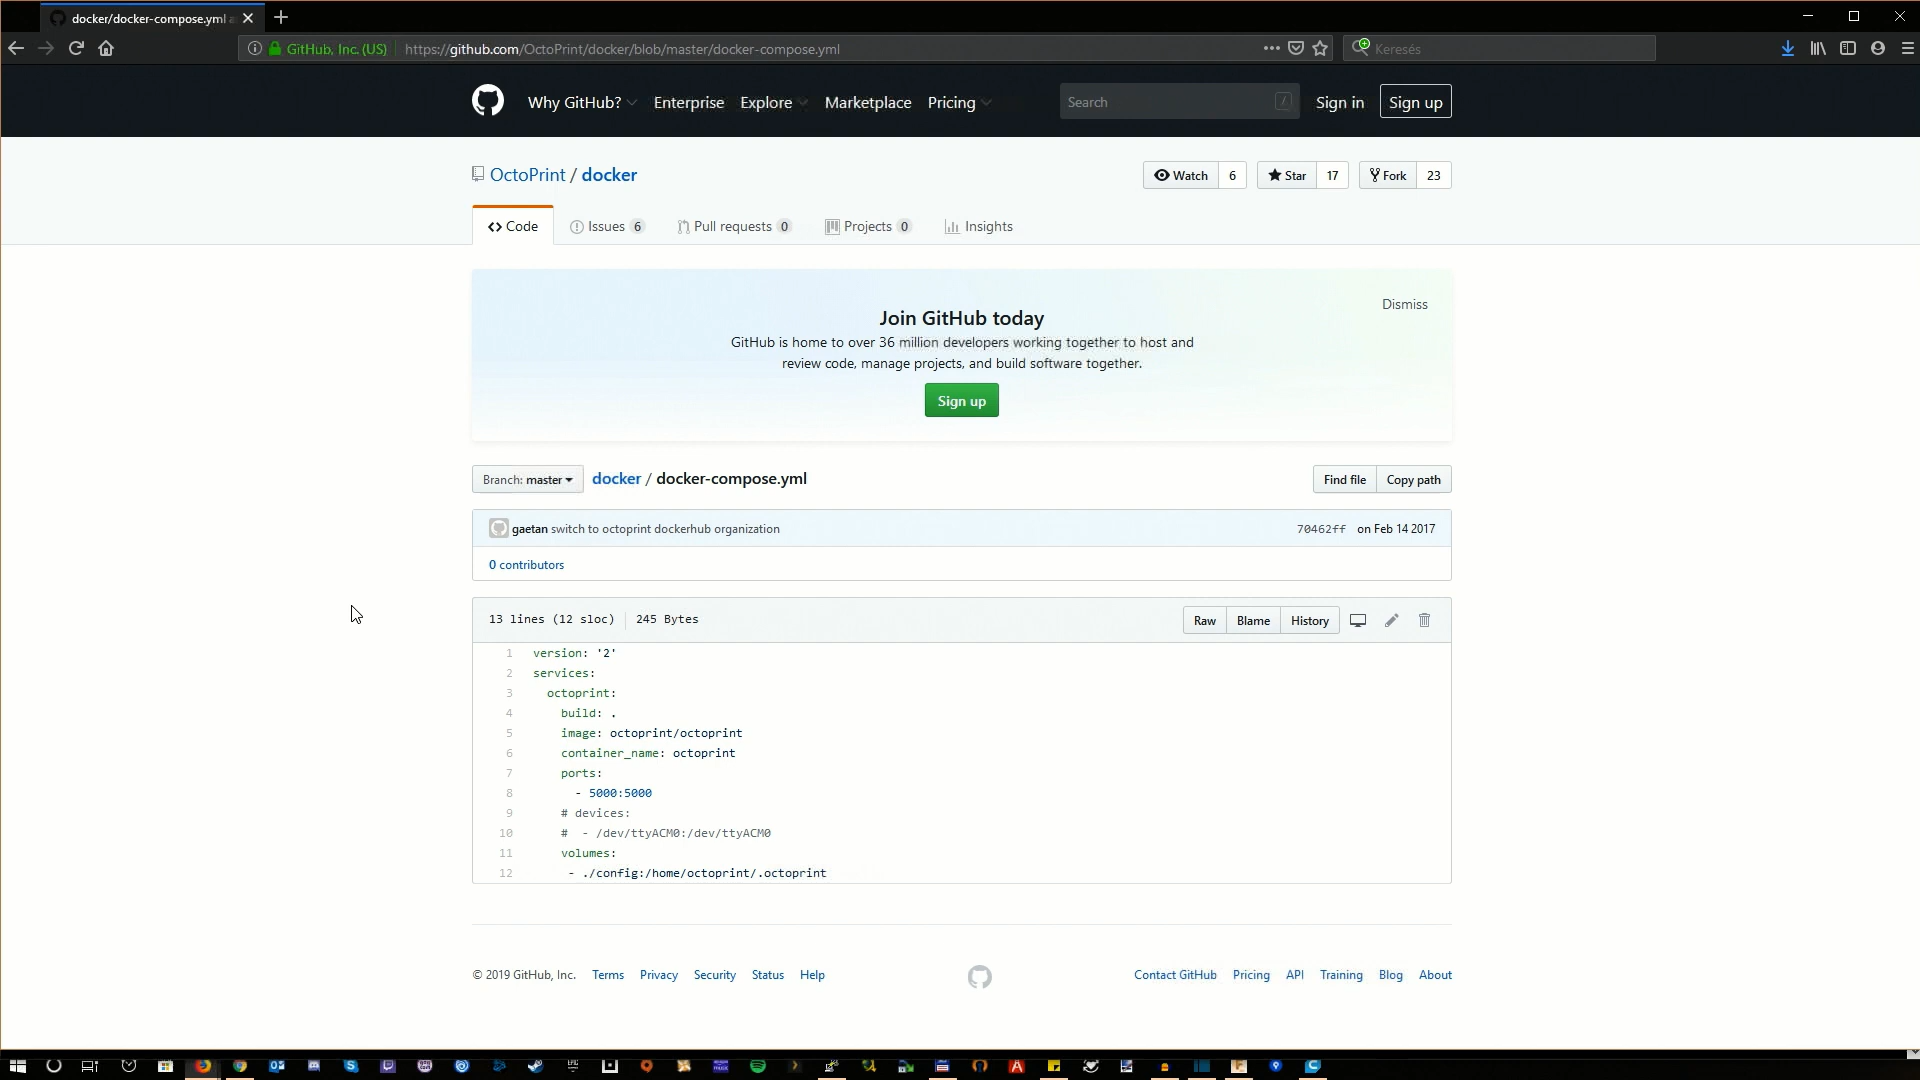 docker/docker-compose.yml a
GitHub, Inc. (US) https://github.com/OctoPrint/docker/blob/master/docker-compose.yml
Keresés
Why GitHub? Enterprise Explore Marketplace Pricing
Search /
Sign in
Sign up
OctoPrint / docker
Watch 6
Star 17
Fork 23
Code
Issues 6
Pull requests 0
Projects 0
Insights
Dismiss
Join GitHub today
GitHub is home to over 36 million developers working together to host and
review code, manage projects, and build software together.
Sign up
Branch: master
docker / docker-compose.yml
Find file
Copy path
gaetan switch to octoprint dockerhub organization
70462ff on Feb 14 2017
0 contributors
13 lines (12 sloc) 245 Bytes
Raw Blame History
1 version: '2'
2 services:
3 octoprint:
4 build: .
5 image: octoprint/octoprint
6 container_name: octoprint
7 ports:
8 - 5000:5000
9 # devices:
10 # - /dev/ttyACM0:/dev/ttyACM0
11 volumes:
12 - ./config:/home/octoprint/.octoprint
© 2019 GitHub, Inc. Terms Privacy Security Status Help
Contact GitHub Pricing API Training Blog About